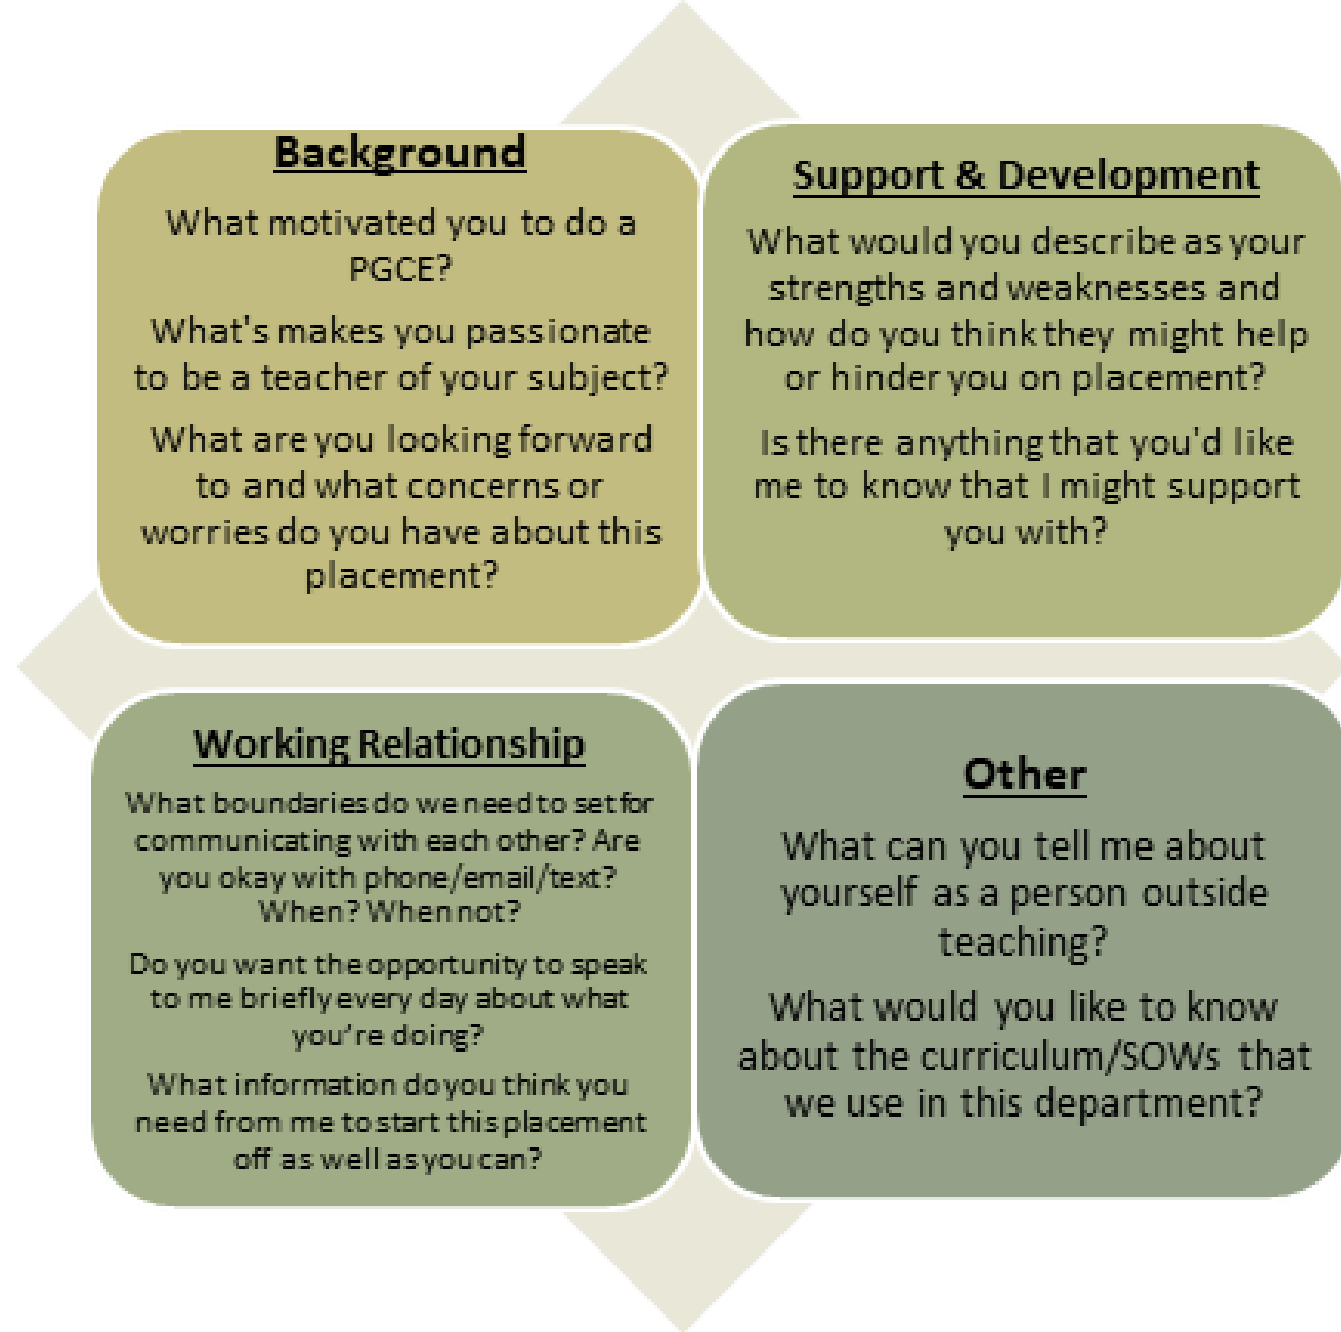 Background
What motivated you to do a
PGCE?
What's makes you passionate
to be a teacher of your subject?
What are you looking forward
to and what concerns or
worries do you have about this
placement?
Support & Development
What would you describe as your
strengths and weaknesses and
how do you think they might help
or hinder you on placement?
Is there anything that you'd like
me to know that I might support
you with?
Working Relationship
What boundaries do we need to set for
communicating with each other? Are
you okay with phone/email/text?
When? When not?
Do you want the opportunity to speak
to me briefly every day about what
you're doing?
What information do you think you
need from me to start this placement
off as well as you can?
Other
What can you tell me about
yourself as a person outside
teaching?
What would you like to know
about the curriculum/SOWs that
we use in this department?